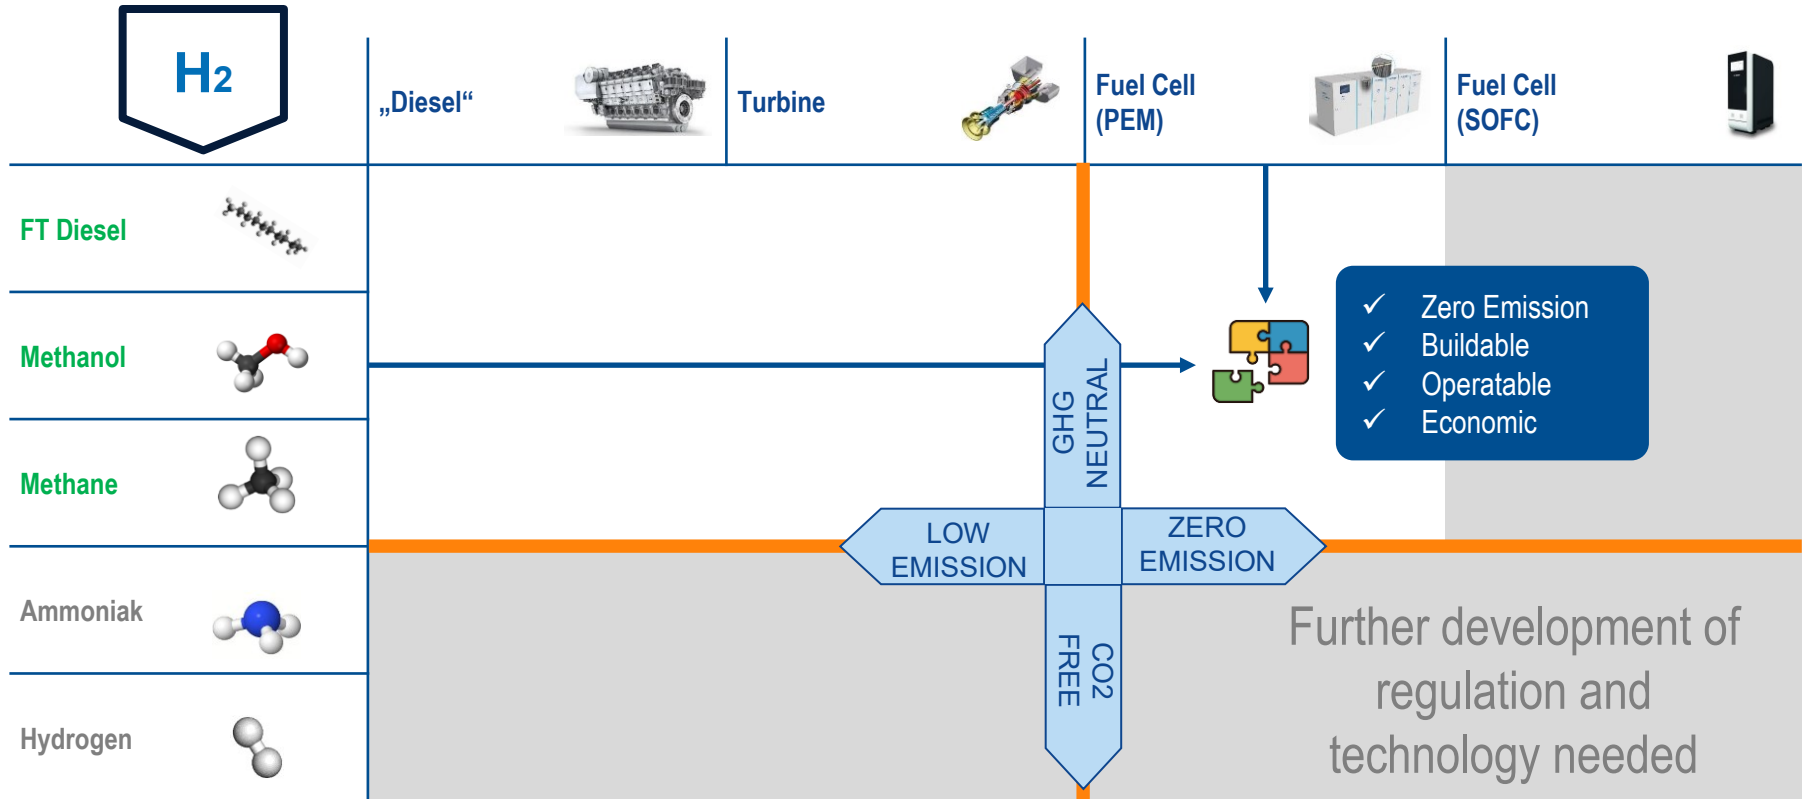 H2
„Diesel“
Turbine
Fuel Cell
(PEM)
Fuel Cell
(SOFC)
FT Diesel
Methanol
Methane
Ammoniak
Hydrogen
GHG
NEUTRAL
LOW
EMISSION
ZERO
EMISSION
CO2
FREE
✓ Zero Emission
✓ Buildable
✓ Operatable
✓ Economic
Further development of
regulation and
technology needed